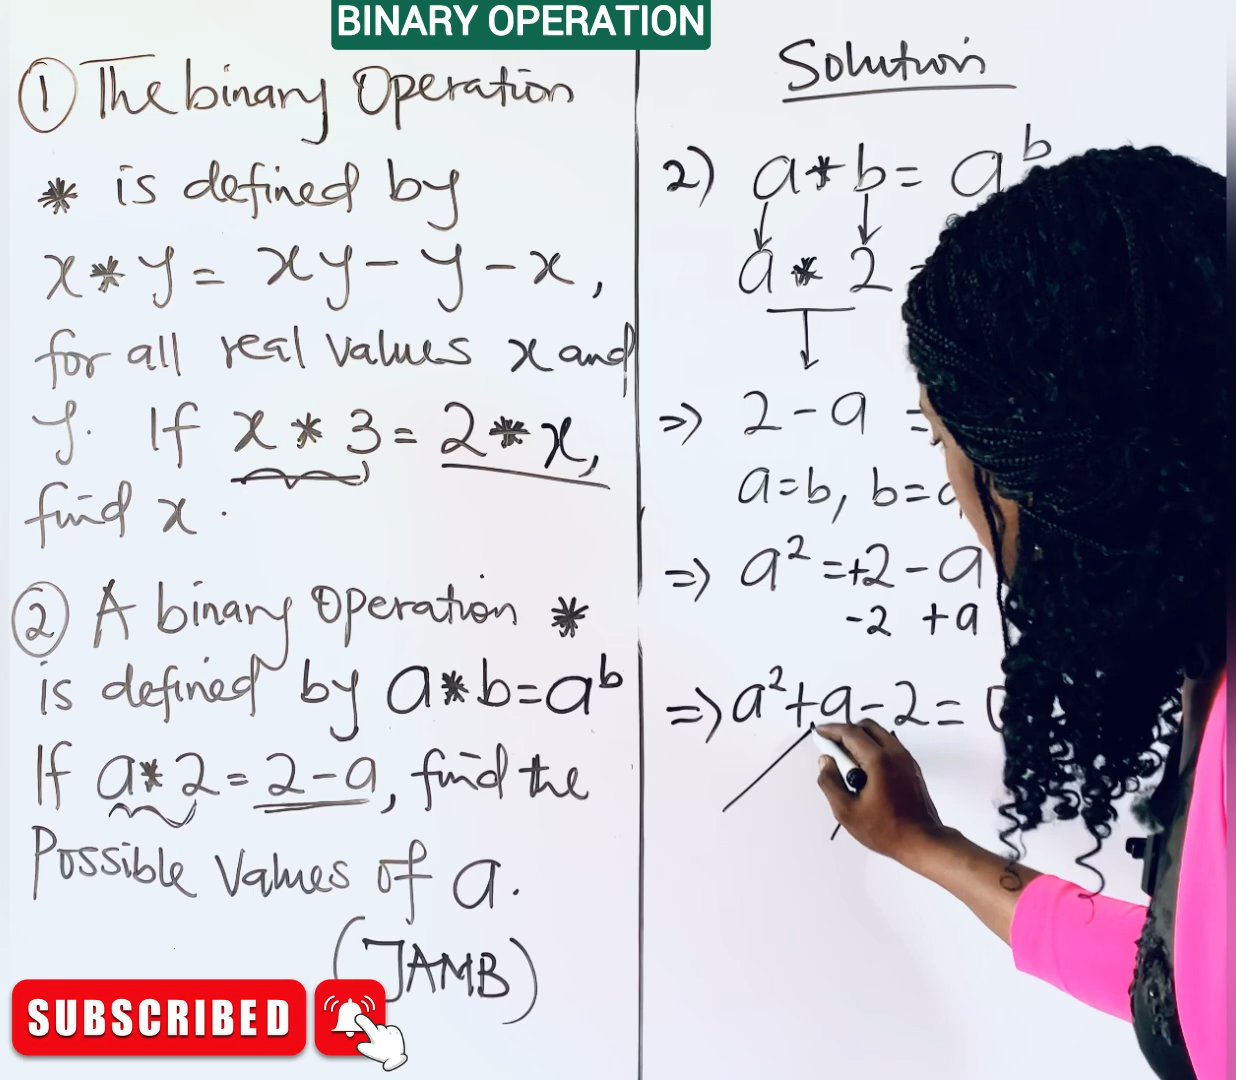 BINARY OPERATION
① The binary Operation
* is defined by
x * y = xy - y - x,
for all real values x and
y. If x * 3 = 2 * x,
find x.
② A binary Operation *
is defined by a * b = a^b
If a * 2 = 2 - a, find the
Possible Values of a.
(JAMB)
SUBSCRIBED
Solution
2) a * b = a^b
a * 2
=> 2 - a =
a=b, b=
=> a² = +2 - a
-2 +a
=> a² + a - 2 = 0